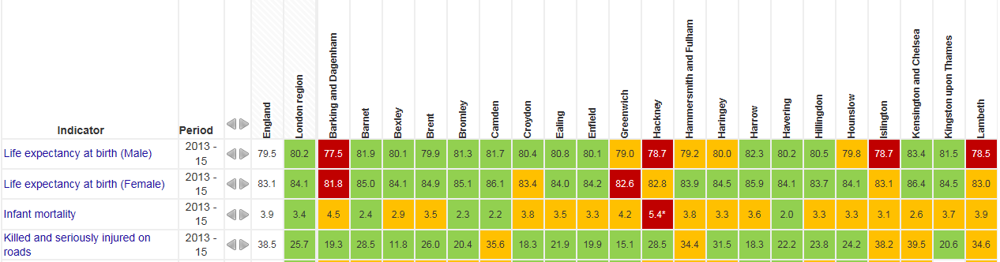 Indicator Period England London region Barking and Dagenham Barnet Bexley Brent Bromley Camden Croydon Ealing Enfield Greenwich Hackney Hammersmith and Fulham Haringey Harrow Havering Hillingdon Hounslow Islington Kensington and Chelsea Kingston upon Thames Lambeth
Life expectancy at birth (Male) 2013 - 15 79.5 80.2 77.5 81.9 80.1 79.9 81.3 81.7 80.4 80.8 80.1 79.0 78.7 79.2 80.0 82.3 80.2 80.5 79.8 78.7 83.4 81.5 78.5
Life expectancy at birth (Female) 2013 - 15 83.1 84.1 81.8 85.0 84.1 84.9 85.1 86.1 83.4 84.0 84.2 82.6 82.8 83.9 84.5 85.9 84.1 83.7 84.1 83.1 86.4 84.5 83.0
Infant mortality 2013 - 15 3.9 3.4 4.5 2.4 2.9 3.5 2.3 2.2 3.8 3.5 3.3 4.2 5.4* 3.8 3.3 3.6 2.0 3.3 3.3 3.1 2.6 3.7 3.9
Killed and seriously injured on roads 2013 - 15 38.5 25.7 19.3 28.5 11.8 26.0 20.4 35.6 18.3 21.9 19.9 15.1 28.5 34.4 31.5 18.3 22.2 23.8 24.2 38.2 39.5 20.6 34.6